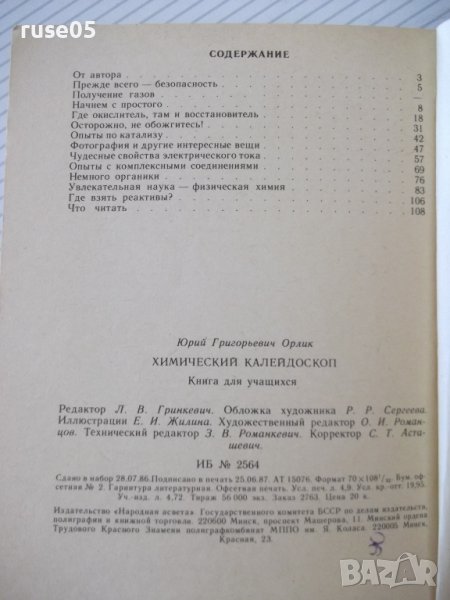 ruse05
СОДЕРЖАНИЕ
От автора . . . . . . . . . . 3
Прежде всего — безопасность . . . . . . . . . . 5
Получение газов . . . . . . . . . . —
Начнем с простого . . . . . . . . . . 8
Где окислитель, там и восстановитель . . . . . . . . . . 18
Осторожно, не обожгитесь! . . . . . . . . . . 31
Опыты по катализу . . . . . . . . . . 42
Фотография и другие интересные вещи . . . . . . . . . . 47
Чудесные свойства электрического тока . . . . . . . . . . 57
Опыты с комплексными соединениями . . . . . . . . . . 69
Немного органики . . . . . . . . . . 76
Увлекательная наука — физическая химия . . . . . . . . . . 83
Где взять реактивы? . . . . . . . . . . 106
Что читать . . . . . . . . . . 108
Юрий Григорьевич Орлик
ХИМИЧЕСКИЙ КАЛЕЙДОСКОП
Книга для учащихся
Редактор Л. В. Гринкевич. Обложка художника Р. Р. Сергеева.
Иллюстрации Е. И. Жилина. Художественный редактор О. И. Роман-
цов. Технический редактор З. В. Романкевич. Корректор С. Т. Асташ-
евич.
ИБ № 2564
Сдано в набор 28.07.86. Подписано в печать 25.06.87. АТ 15076. Формат 70×108¹/₃₂. Бум. оф-
сетная № 2. Гарнитура литературная. Офсетная печать. Усл. печ. л. 4,9. Усл. кр.-отт. 19,95.
Уч.-изд. л. 4,72. Тираж 56 000 экз. Заказ 2763. Цена 20 к.
Издательство «Народная асвета» Государственного комитета БССР по делам издательств,
полиграфии и книжной торговли. 220600 Минск, проспект Машерова, 11. Минский ордена
Трудового Красного Знамени полиграфкомбинат МППО им. Я. Коласа. 220005 Минск,
Красная, 23.
BAZAR.BG